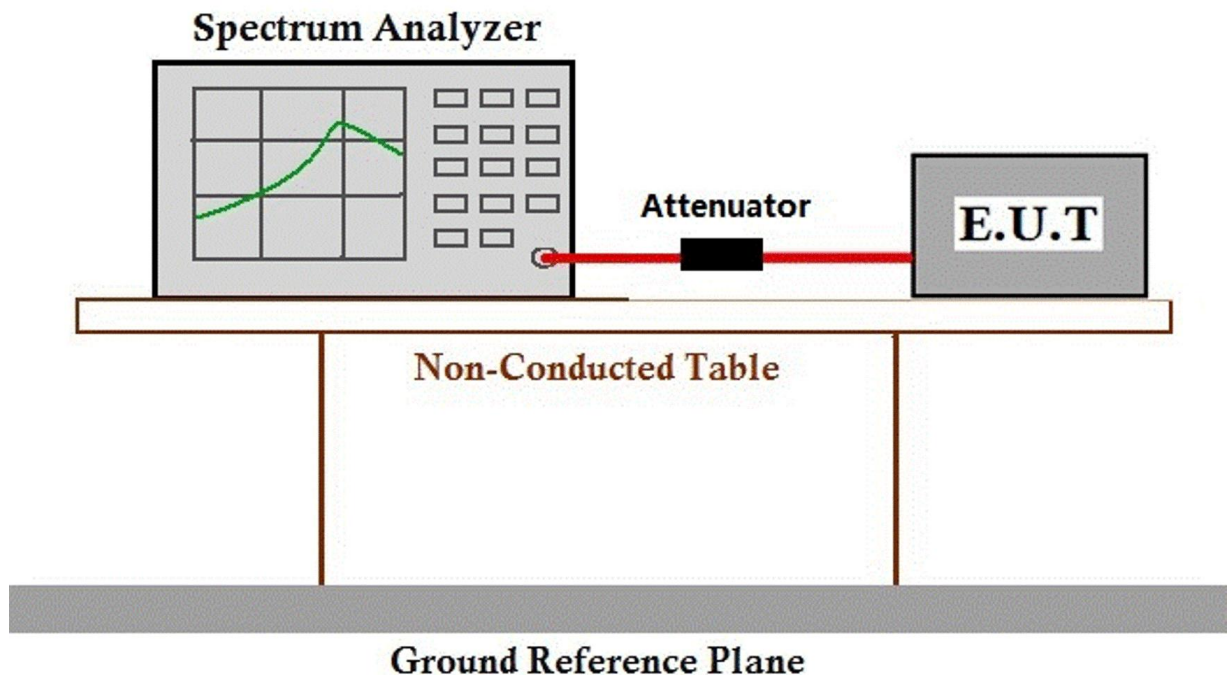 Spectrum Analyzer
Attenuator
E.U.T
Non-Conducted Table
Ground Reference Plane